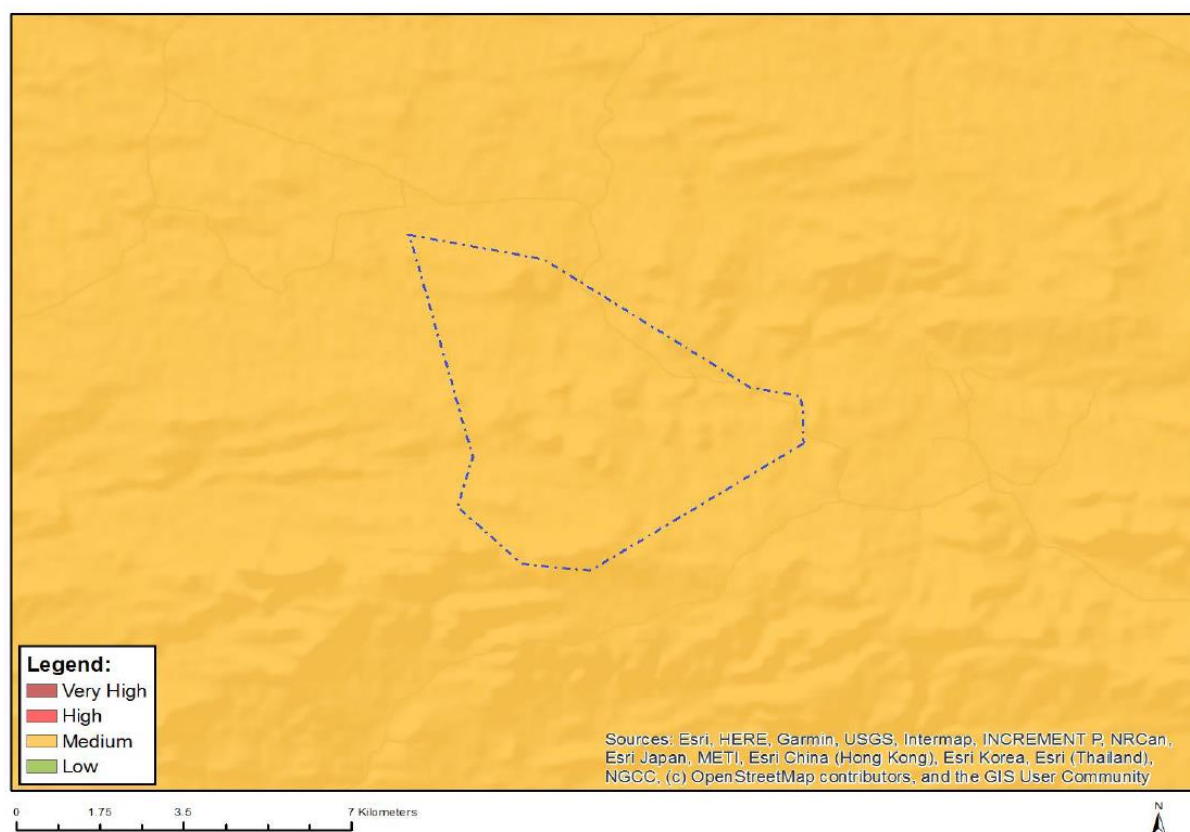 Legend:
Very High
High
Medium
Low
Sources: Esri, HERE, Garmin, USGS, Intermap, INCREMENT P, NRCan,
Esri Japan, METI, Esri China (Hong Kong), Esri Korea, Esri (Thailand),
NGCC, (c) OpenStreetMap contributors, and the GIS User Community
0 1.75 3.5 7 Kilometers
N